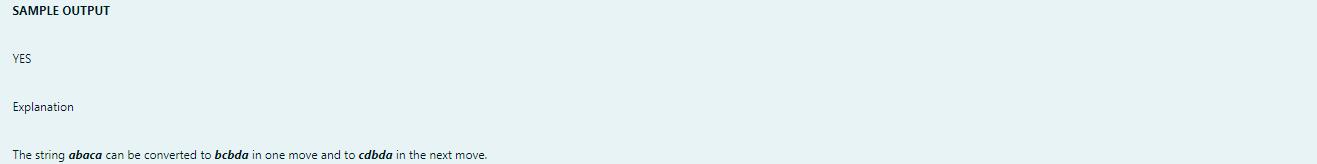 SAMPLE OUTPUT
YES
Explanation
The string abaca can be converted to bcbda in one move and to cdbda in the next move.